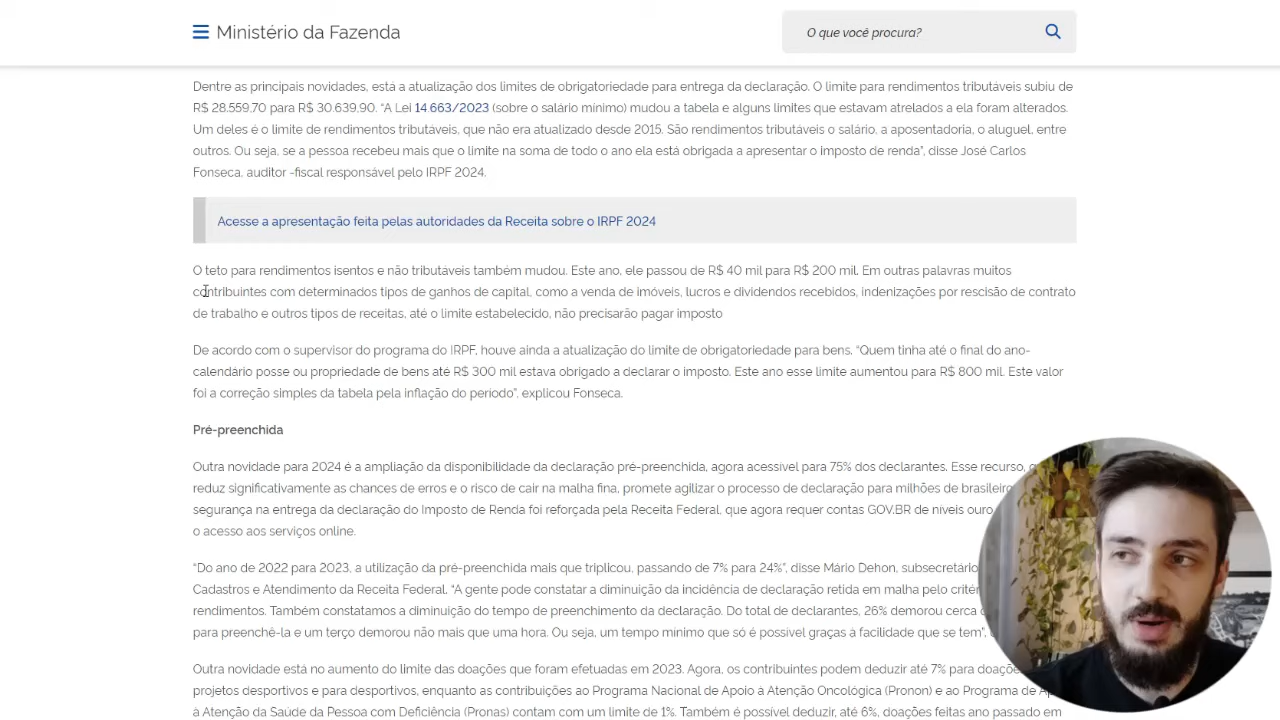 Ministério da Fazenda
O que você procura?
Dentre as principais novidades, está a atualização dos limites de obrigatoriedade para entrega da declaração. O limite para rendimentos tributáveis subiu de
R$ 28.559,70 para R$ 30.639,90. “A Lei 14.663/2023 (sobre o salário mínimo) mudou a tabela e alguns limites que estavam atrelados a ela foram alterados.
Um deles é o limite de rendimentos tributáveis, que não era atualizado desde 2015. São rendimentos tributáveis o salário, a aposentadoria, o aluguel, entre
outros. Ou seja, se a pessoa recebeu mais que o limite na soma de todo o ano ela está obrigada a apresentar o imposto de renda”, disse José Carlos
Fonseca, auditor -fiscal responsável pelo IRPF 2024.
Acesse a apresentação feita pelas autoridades da Receita sobre o IRPF 2024
O teto para rendimentos isentos e não tributáveis também mudou. Este ano, ele passou de R$ 40 mil para R$ 200 mil. Em outras palavras muitos
contribuintes com determinados tipos de ganhos de capital, como a venda de imóveis, lucros e dividendos recebidos, indenizações por rescisão de contrato
de trabalho e outros tipos de receitas, até o limite estabelecido, não precisarão pagar imposto
De acordo com o supervisor do programa do IRPF, houve ainda a atualização do limite de obrigatoriedade para bens. “Quem tinha até o final do ano-
calendário posse ou propriedade de bens até R$ 300 mil estava obrigado a declarar o imposto. Este ano esse limite aumentou para R$ 800 mil. Este valor
foi a correção simples da tabela pela inflação do período”, explicou Fonseca.
Pré-preenchida
Outra novidade para 2024 é a ampliação da disponibilidade da declaração pré-preenchida, agora acessível para 75% dos declarantes. Esse recurso,
reduz significativamente as chances de erros e o risco de cair na malha fina, promete agilizar o processo de declaração para milhões de
segurança na entrega da declaração do Imposto de Renda foi reforçada pela Receita Federal, que agora requer contas GOV.BR de níveis ouro
o acesso aos serviços online.
“Do ano de 2022 para 2023, a utilização da pré-preenchida mais que triplicou, passando de 7% para 24%”, disse Mário Dehon, subsecretário
Cadastros e Atendimento da Receita Federal. “A gente pode constatar a diminuição da incidência de declaração retida em malha pelo
rendimentos. Também constatamos a diminuição do tempo de preenchimento da declaração. Do total de declarantes, 26% demorou cerca
para preenchê-la e um terço demorou não mais que uma hora. Ou seja, um tempo mínimo que só é possível graças à facilidade que se tem”,
Outra novidade está no aumento do limite das doações que foram efetuadas em 2023. Agora, os contribuintes podem deduzir até 7% para
projetos desportivos e para desportivos, enquanto as contribuições ao Programa Nacional de Apoio à Atenção Oncológica (Pronon) e ao Programa de
à Atenção da Saúde da Pessoa com Deficiência (Pronas) contam com um limite de 1%. Também é possível deduzir, até 6%, doações feitas ano passado em